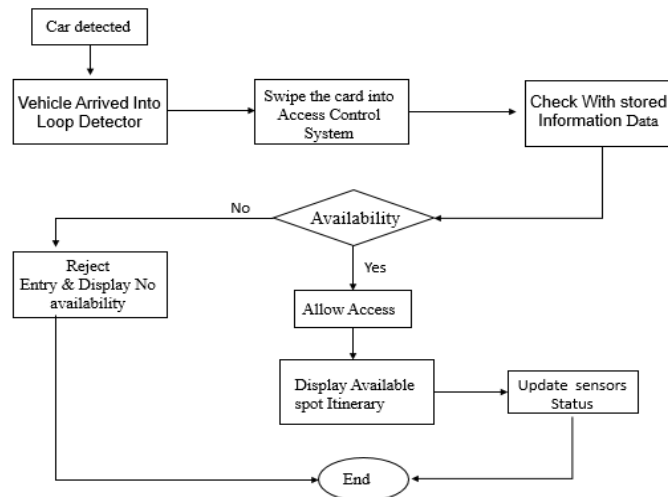 Car detected
Vehicle Arrived Into
Loop Detector
Swipe the card into
Access Control
System
Check With stored
Information Data
Availability
No
Yes
Reject
Entry & Display No
availability
Allow Access
Display Available
spot Itinerary
Update sensors
Status
End